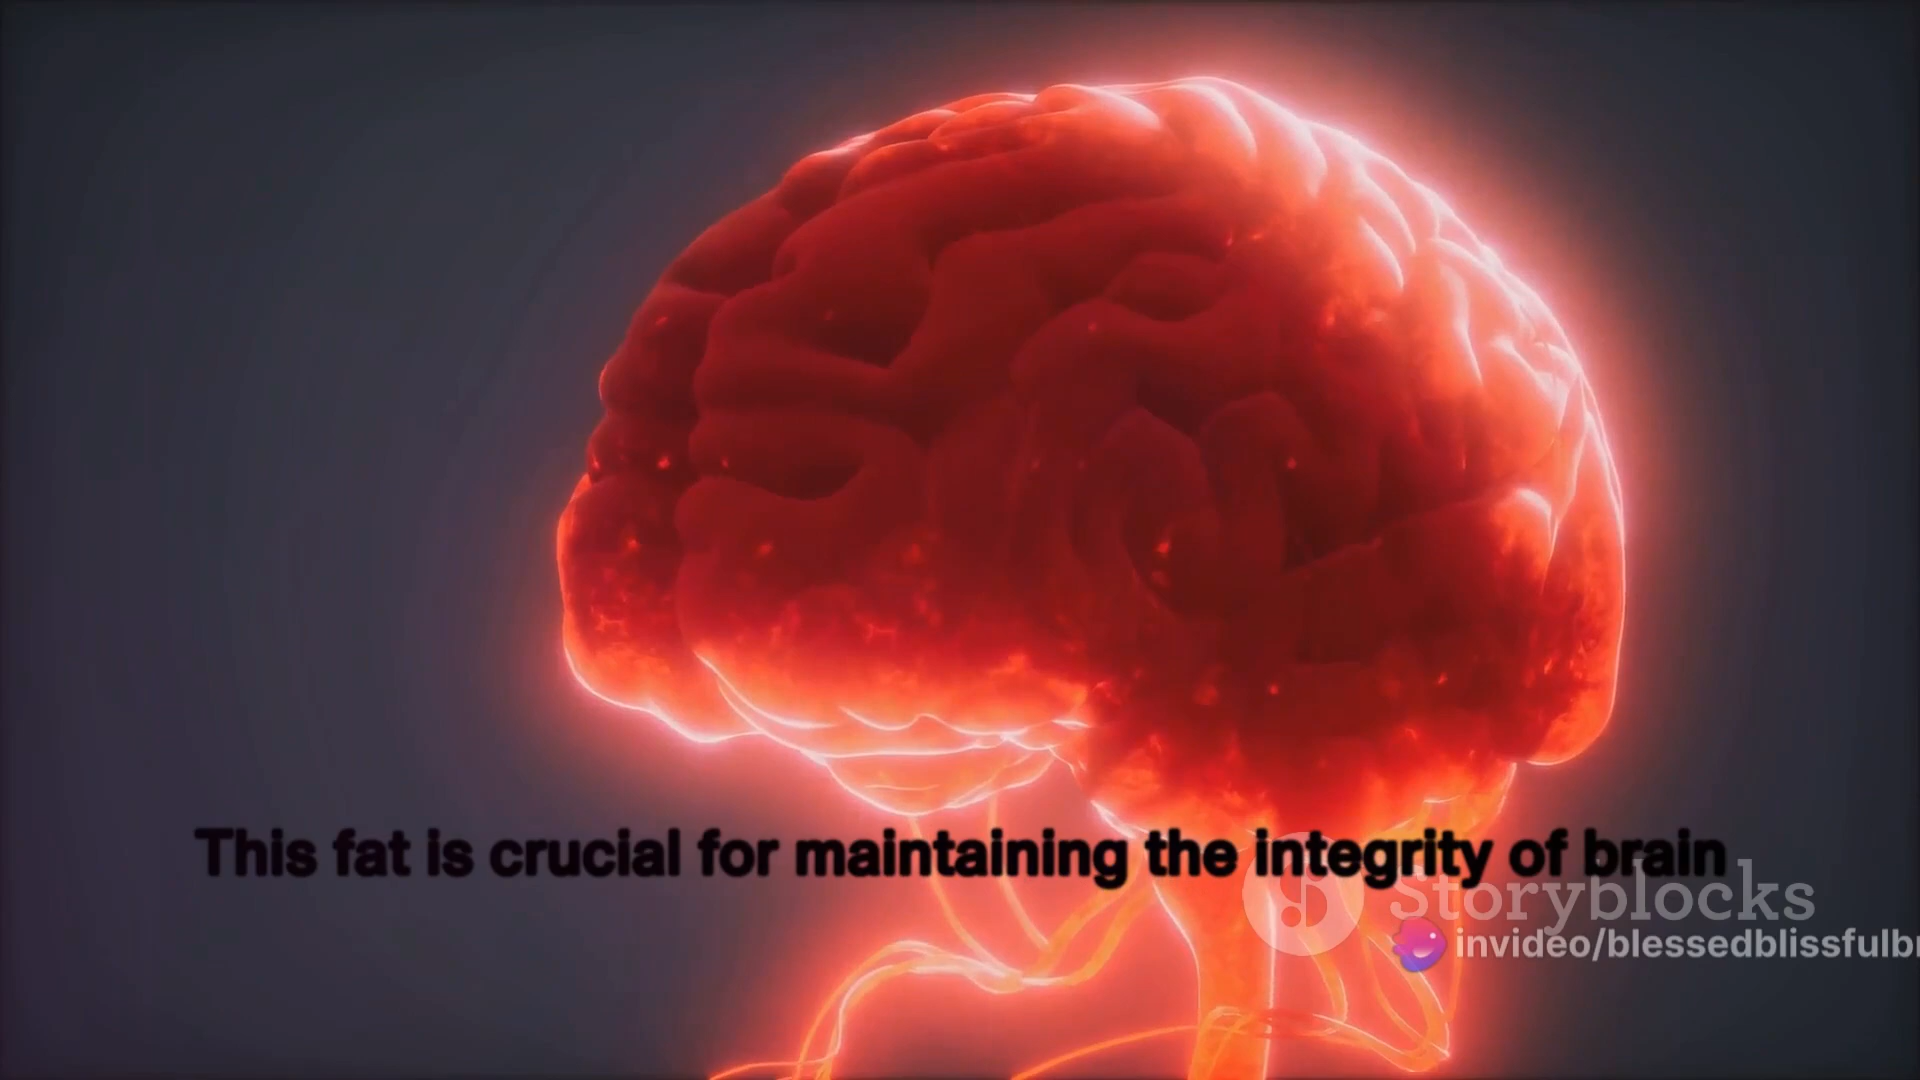 This fat is crucial for maintaining the integrity of brain
Storyblocks
invideo/blessedblissfulb